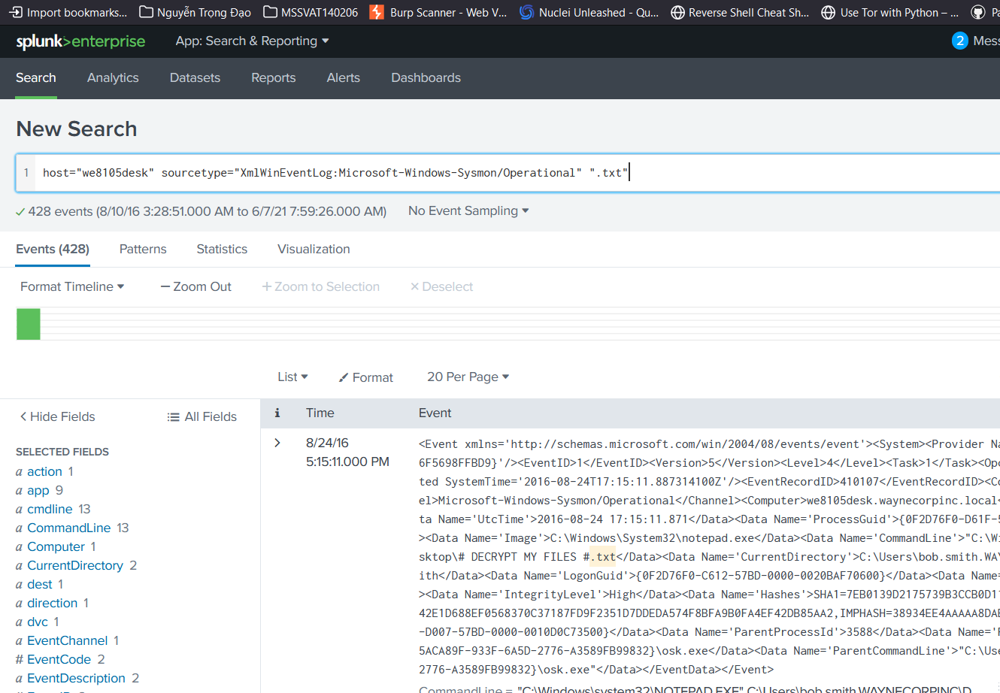 Import bookmarks... Nguyễn Trọng Đạo MSSVAT140206 Burp Scanner - Web V... Nuclei Unleashed - Qu... Reverse Shell Cheat Sh... Use Tor with Python – ... Pa
splunk>enterprise App: Search & Reporting 2 Mess
Search Analytics Datasets Reports Alerts Dashboards
New Search
1 host="we8105desk" sourcetype="XmlWinEventLog:Microsoft-Windows-Sysmon/Operational" ".txt"
428 events (8/10/16 3:28:51.000 AM to 6/7/21 7:59:26.000 AM) No Event Sampling
Events (428) Patterns Statistics Visualization
Format Timeline — Zoom Out + Zoom to Selection × Deselect
List Format 20 Per Page
< Hide Fields All Fields i Time Event
SELECTED FIELDS
a action 1
a app 9
a cmdline 13
a CommandLine 13
a Computer 1
a CurrentDirectory 2
a dest 1
a direction 1
a dvc 1
a EventChannel 1
# EventCode 2
a EventDescription 2
> 8/24/16
5:15:11.000 PM
<Event xmlns='http://schemas.microsoft.com/win/2004/08/events/event'><System><Provider Na
6F5698FFBD9}'/><EventID>1</EventID><Version>5</Version><Level>4</Level><Task>1</Task><Opc
ted SystemTime='2016-08-24T17:15:11.887314100Z'/><EventRecordID>410107</EventRecordID><Co
el>Microsoft-Windows-Sysmon/Operational</Channel><Computer>we8105desk.waynecorpinc.local<
ta Name='UtcTime'>2016-08-24 17:15:11.871</Data><Data Name='ProcessGuid'>{0F2D76F0-D61F-5
><Data Name='Image'>C:\Windows\System32\notepad.exe</Data><Data Name='CommandLine'>"C:\Wi
sktop\# DECRYPT MY FILES #.txt</Data><Data Name='CurrentDirectory'>C:\Users\bob.smith.WAY
ith</Data><Data Name='LogonGuid'>{0F2D76F0-C612-57BD-0000-0020BAF70600}</Data><Data Name=
><Data Name='IntegrityLevel'>High</Data><Data Name='Hashes'>SHA1=7EB0139D2175739B3CCB0D1
42E1D688EF0568370C37187FD9F2351D7DDEDA574F8BFA9B0FA4EF42DB85AA2,IMPHASH=38934EE4AAAAA8DAE
-D007-57BD-0000-0010D0C73500}</Data><Data Name='ParentProcessId'>3588</Data><Data Name='P
5ACA89F-933F-6A5D-2776-A3589FB99832}\osk.exe</Data><Data Name='ParentCommandLine'>"C:\Use
2776-A3589FB99832}\osk.exe"</Data></EventData></Event>
CommandLine = "C:\Windows\system32\NOTEPAD.EXE" C:\Users\bob.smith.WAYNECORPINC\D